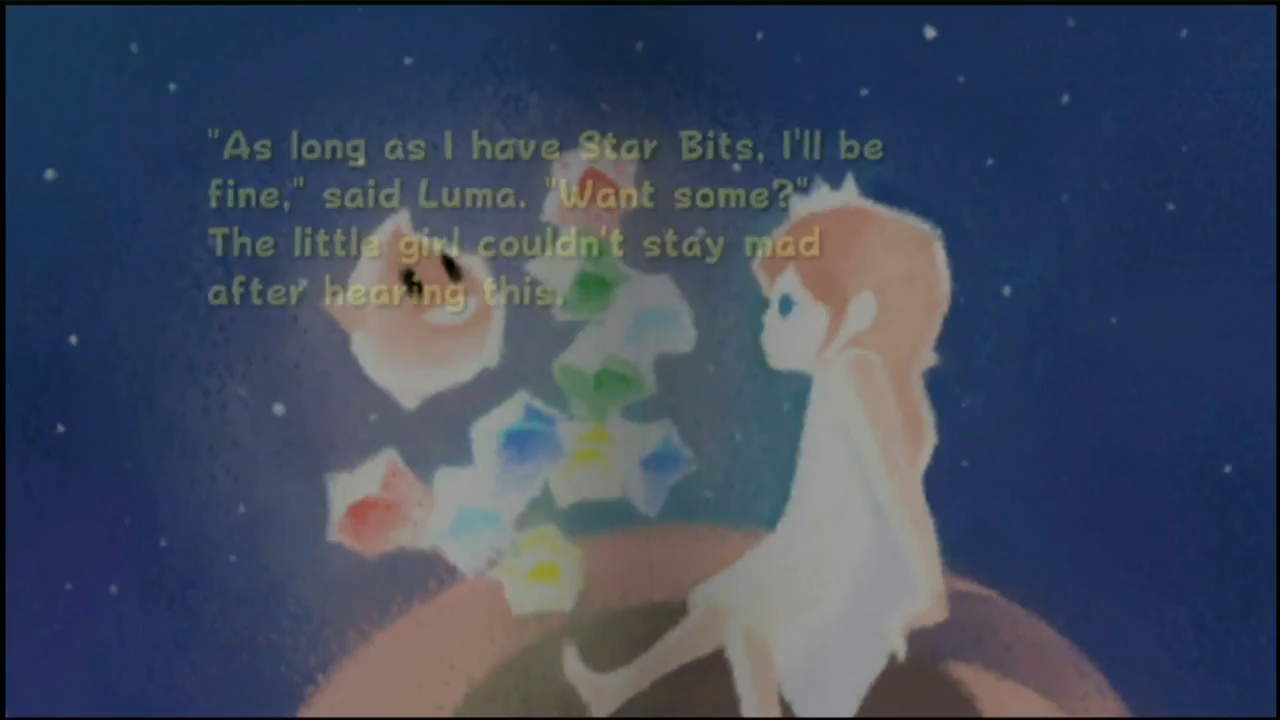 "As long as I have Star Bits, I'll be
fine," said Luma. "Want some?"
The little girl couldn't stay mad
after hearing this.